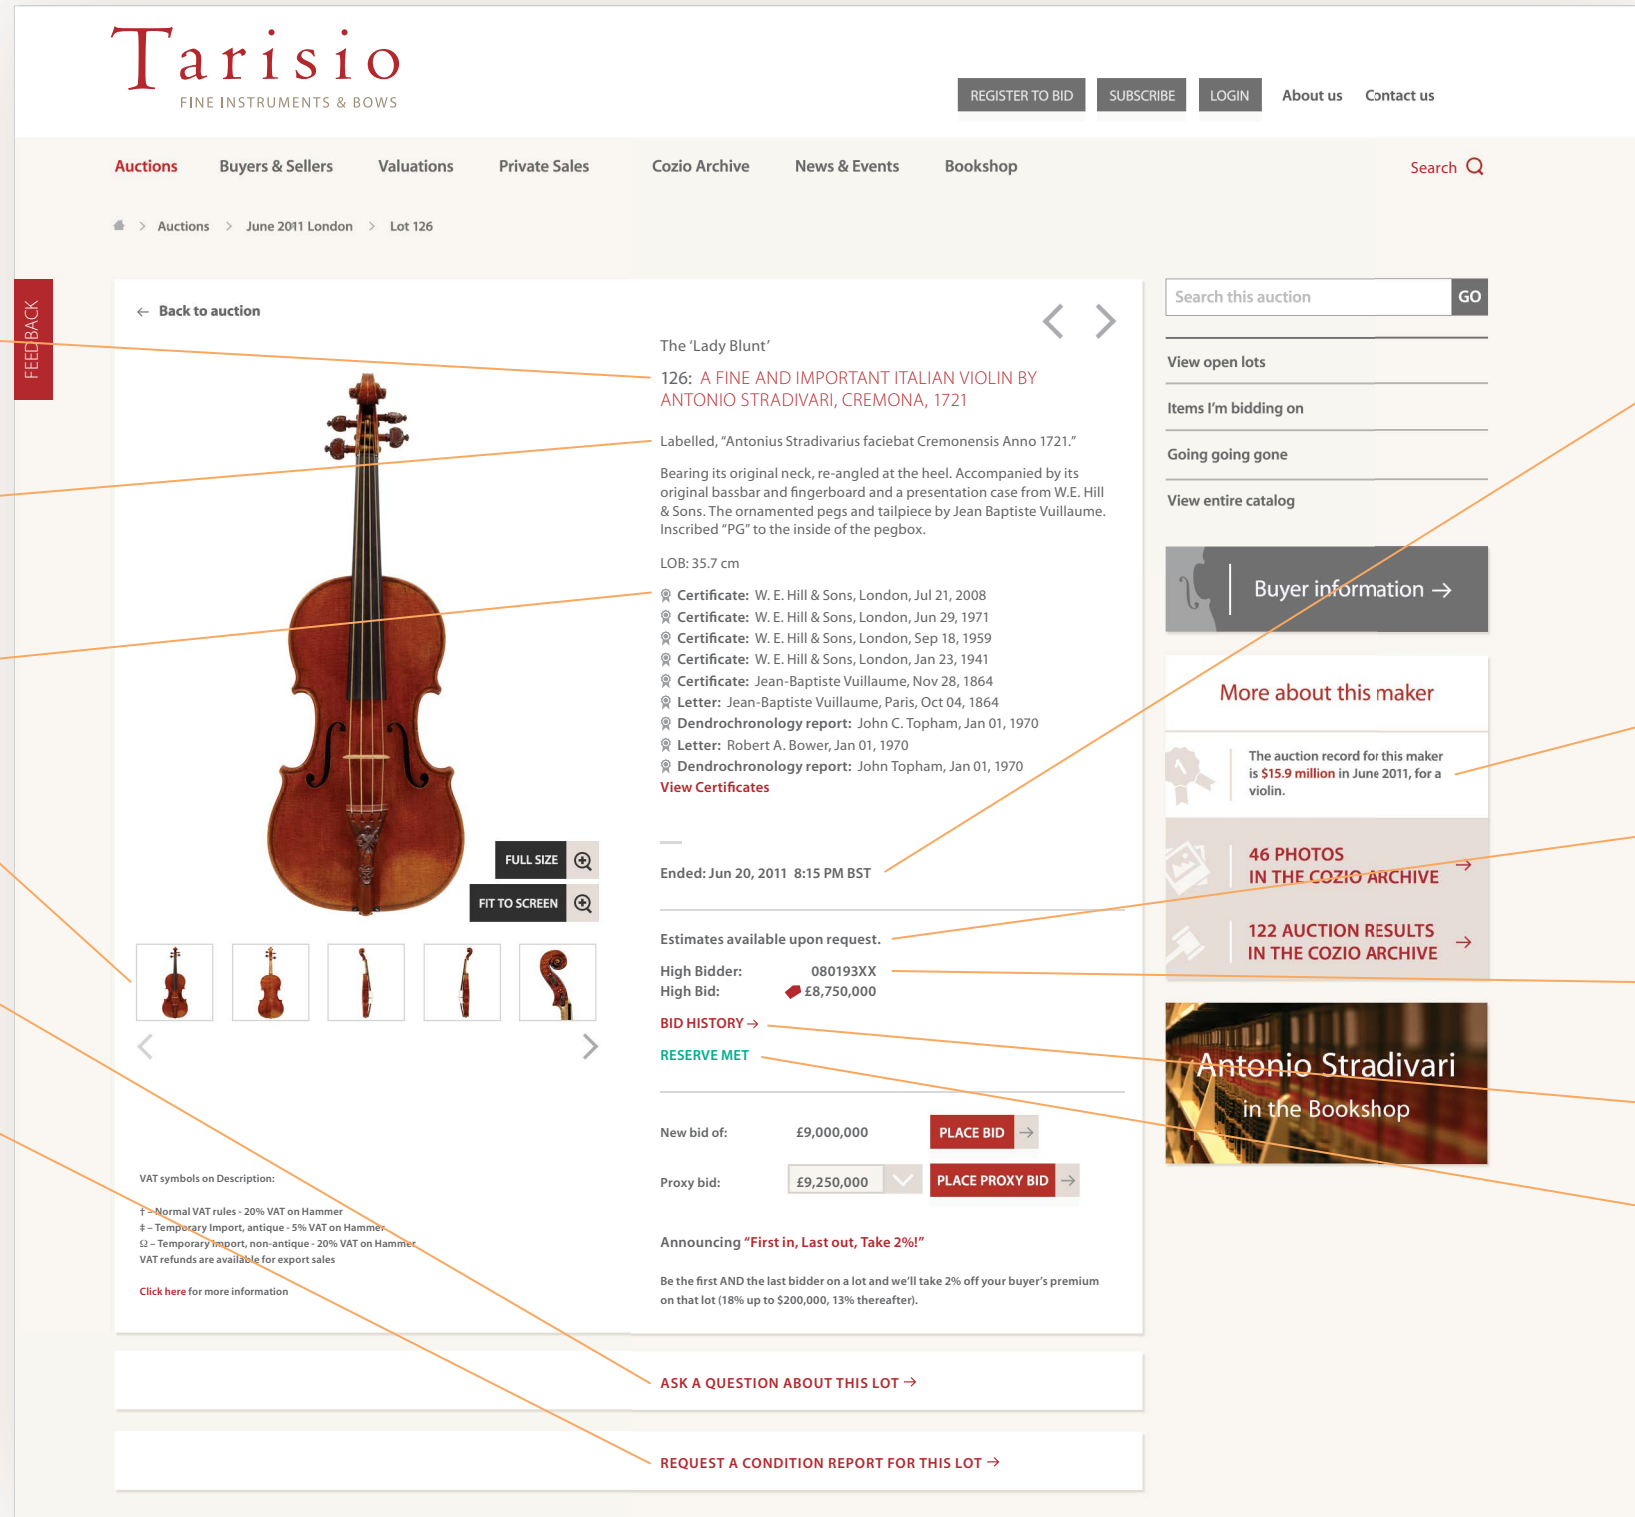 Tarisio
FINE INSTRUMENTS & BOWS
REGISTER TO BID
SUBSCRIBE
LOGIN
About us
Contact us
Auctions
Buyers & Sellers
Valuations
Private Sales
Cozio Archive
News & Events
Bookshop
Search
> Auctions > June 2011 London > Lot 126
FEEDBACK
← Back to auction
The ‘Lady Blunt’
126: A FINE AND IMPORTANT ITALIAN VIOLIN BY
ANTONIO STRADIVARI, CREMONA, 1721
Labelled, “Antonius Stradivarius faciebat Cremonensis Anno 1721.”
Bearing its original neck, re-angled at the heel. Accompanied by its
original bassbar and fingerboard and a presentation case from W.E. Hill
& Sons. The ornamented pegs and tailpiece by Jean Baptiste Vuillaume.
Inscribed “PG” to the inside of the pegbox.
LOB: 35.7 cm
Certificate: W. E. Hill & Sons, London, Jul 21, 2008
Certificate: W. E. Hill & Sons, London, Jun 29, 1971
Certificate: W. E. Hill & Sons, London, Sep 18, 1959
Certificate: W. E. Hill & Sons, London, Jan 23, 1941
Certificate: Jean-Baptiste Vuillaume, Nov 28, 1864
Letter: Jean-Baptiste Vuillaume, Paris, Oct 04, 1864
Dendrochronology report: John C. Topham, Jan 01, 1970
Letter: Robert A. Bower, Jan 01, 1970
Dendrochronology report: John Topham, Jan 01, 1970
View Certificates
FULL SIZE
FIT TO SCREEN
Ended: Jun 20, 2011 8:15 PM BST
Estimates available upon request.
High Bidder: 080193XX
High Bid: £8,750,000
BID HISTORY →
RESERVE MET
New bid of: £9,000,000 PLACE BID →
Proxy bid: £9,250,000 PLACE PROXY BID →
Announcing “First in, Last out, Take 2%!”
Be the first AND the last bidder on a lot and we’ll take 2% off your buyer’s premium
on that lot (18% up to $200,000, 13% thereafter).
VAT symbols on Description:
† – Normal VAT rules - 20% VAT on Hammer
‡ – Temporary Import, antique - 5% VAT on Hammer
Ω – Temporary Import, non-antique - 20% VAT on Hammer
VAT refunds are available for export sales
Click here for more information
ASK A QUESTION ABOUT THIS LOT →
REQUEST A CONDITION REPORT FOR THIS LOT →
Search this auction
GO
View open lots
Items I’m bidding on
Going going gone
View entire catalog
Buyer information →
More about this maker
1
The auction record for this maker
is $15.9 million in June 2011, for a
violin.
46 PHOTOS
IN THE COZIO ARCHIVE →
122 AUCTION RESULTS
IN THE COZIO ARCHIVE →
Antonio Stradivari
in the Bookshop